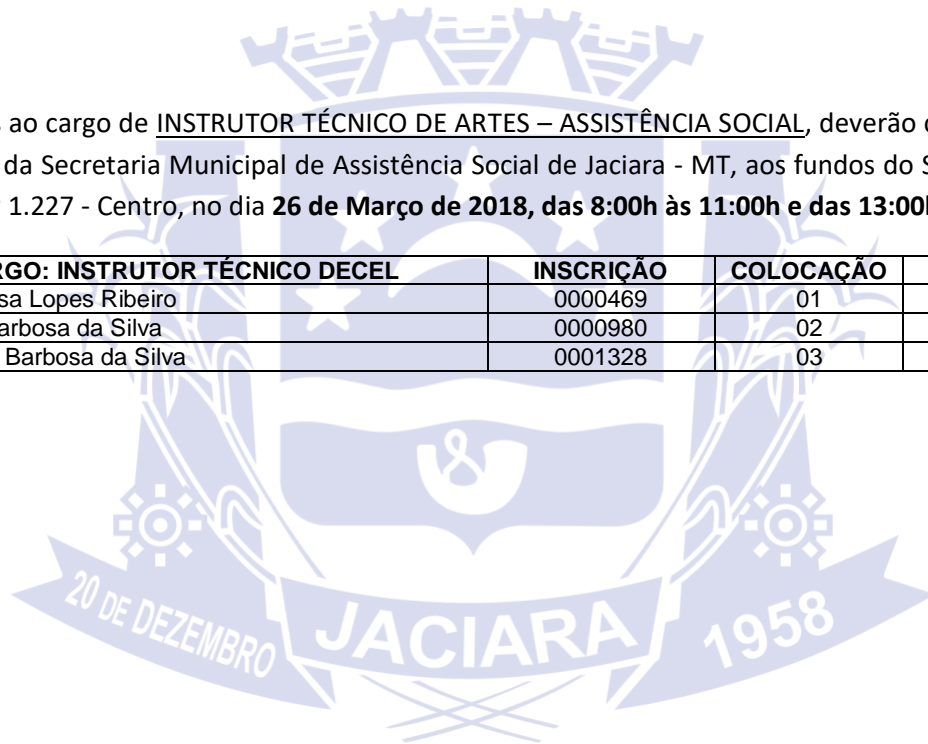 ao cargo de INSTRUTOR TÉCNICO DE ARTES – ASSISTÊNCIA SOCIAL, deverão
da Secretaria Municipal de Assistência Social de Jaciara - MT, aos fundos do
1.227 - Centro, no dia 26 de Março de 2018, das 8:00h às 11:00h e das 13:00h
RGO: INSTRUTOR TÉCNICO DECEL INSCRIÇÃO COLOCAÇÃO
sa Lopes Ribeiro 0000469 01
arbosa da Silva 0000980 02
Barbosa da Silva 0001328 03
20 DE DEZEMBRO JACIARA 1958